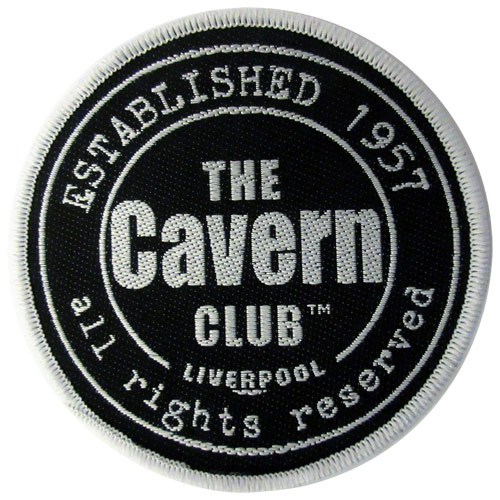 ESTABLISHED 1957
THE
Cavern
CLUB™
LIVERPOOL
all rights reserved